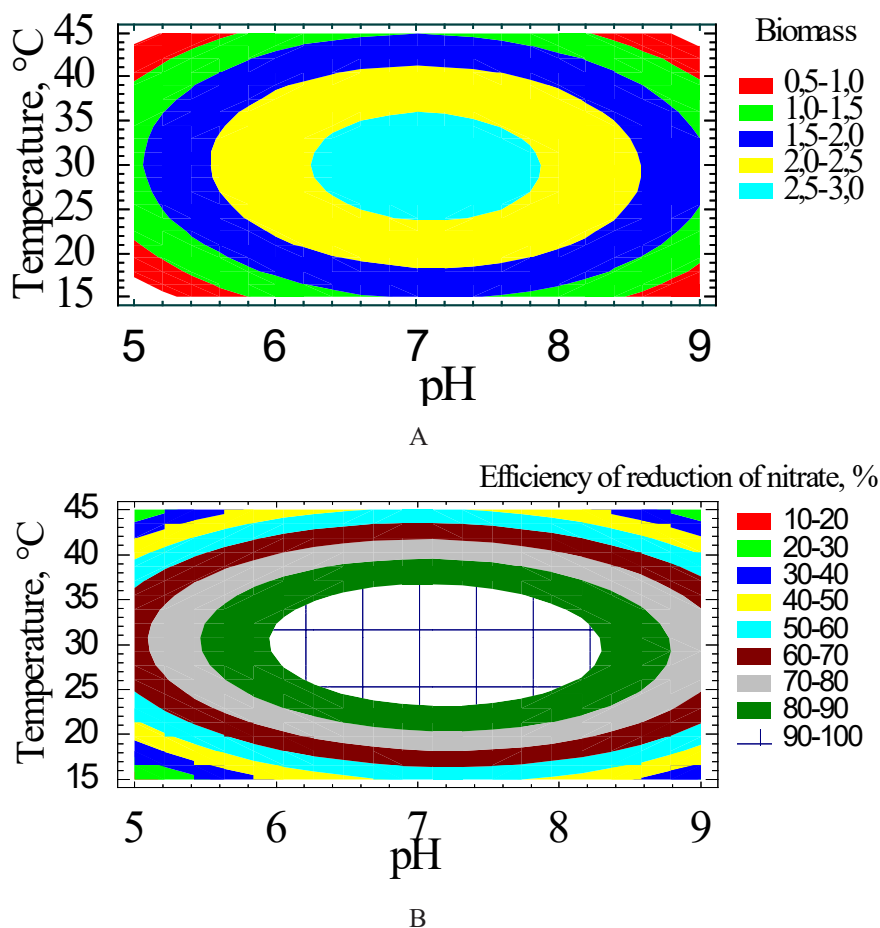 Biomass
0,5-1,0
1,0-1,5
1,5-2,0
2,0-2,5
2,5-3,0
Temperature, °C
45
40
35
30
25
20
15
5 6 7 8 9
pH
A
Efficiency of reduction of nitrate, %
10-20
20-30
30-40
40-50
50-60
60-70
70-80
80-90
90-100
Temperature, °C
45
40
35
30
25
20
15
5 6 7 8 9
pH
B